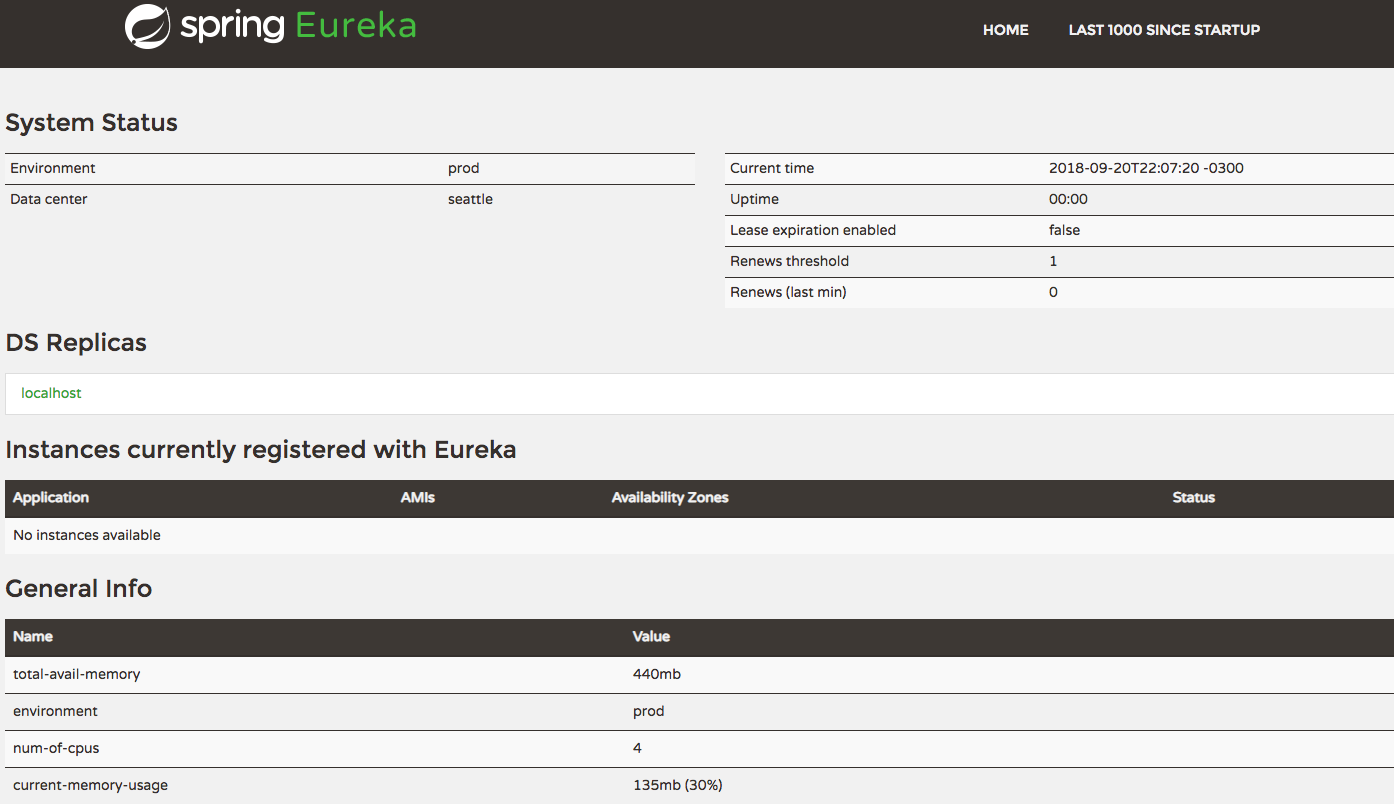 spring Eureka
HOME LAST 1000 SINCE STARTUP
System Status
Environment prod
Data center seattle
Current time 2018-09-20T22:07:20 -0300
Uptime 00:00
Lease expiration enabled false
Renews threshold 1
Renews (last min) 0
DS Replicas
localhost
Instances currently registered with Eureka
Application AMIs Availability Zones Status
No instances available
General Info
Name Value
total-avail-memory 440mb
environment prod
num-of-cpus 4
current-memory-usage 135mb (30%)